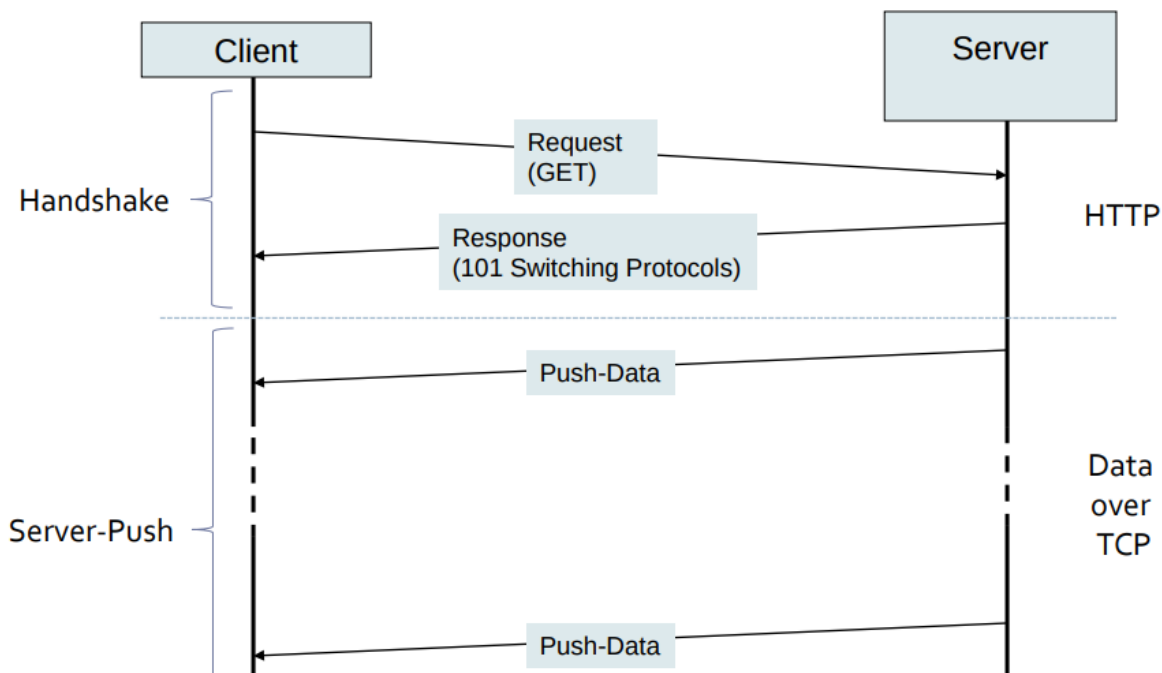 Client
Server
Request
(GET)
Handshake
HTTP
Response
(101 Switching Protocols)
Push-Data
Data
over
TCP
Server-Push
Push-Data